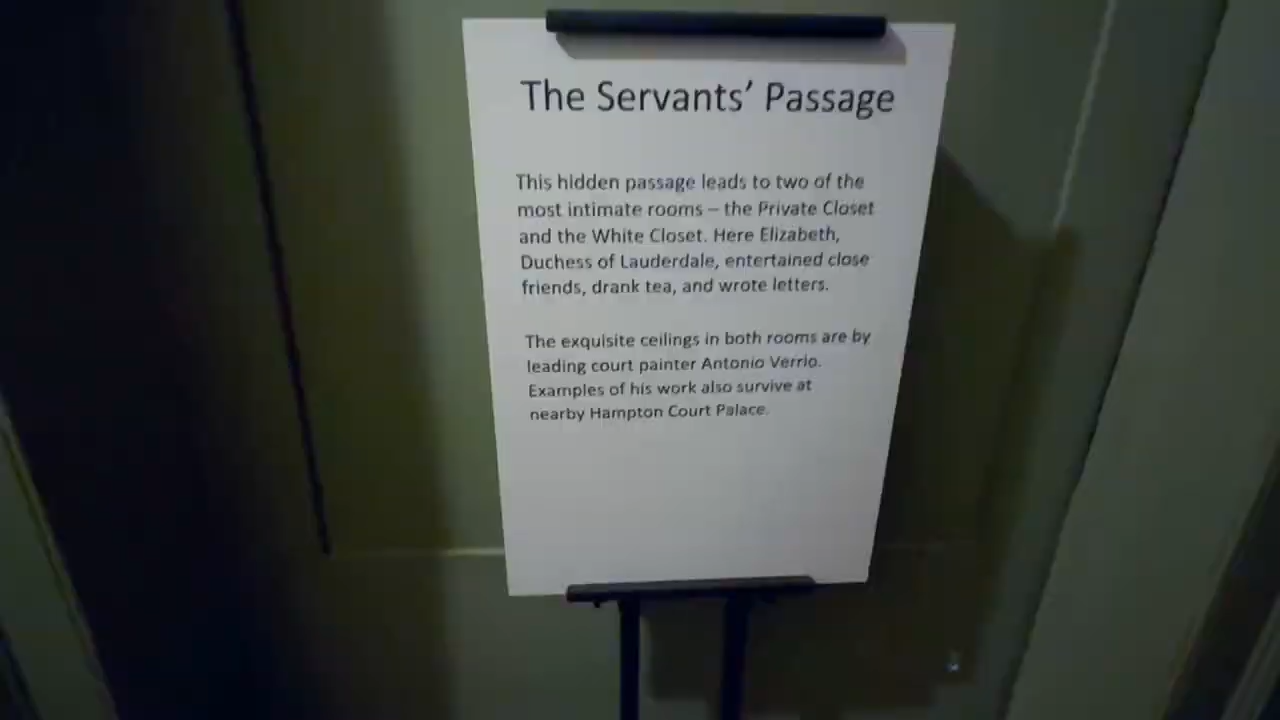 The Servants’ Passage
This hidden passage leads to two of the
most intimate rooms – the Private Closet
and the White Closet. Here Elizabeth,
Duchess of Lauderdale, entertained close
friends, drank tea, and wrote letters.
The exquisite ceilings in both rooms are by
leading court painter Antonio Verrio.
Examples of his work also survive at
nearby Hampton Court Palace.